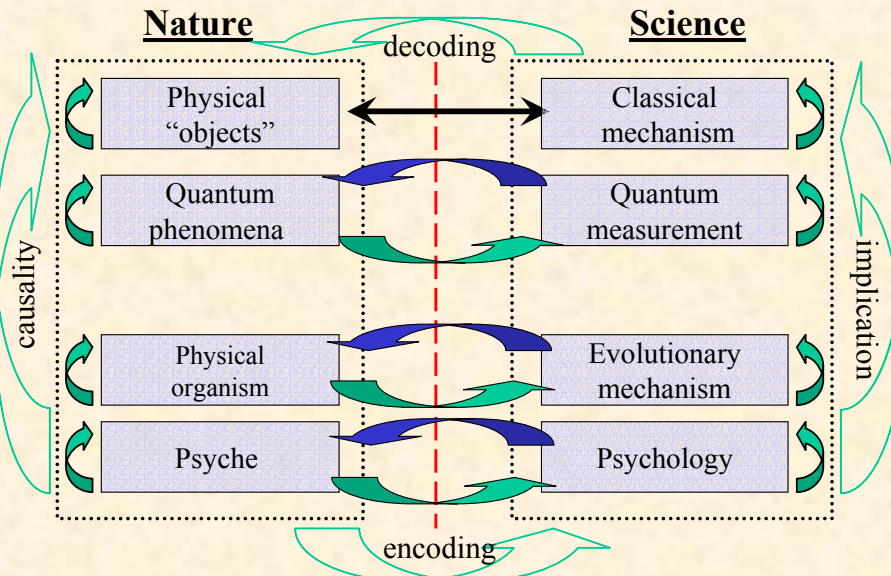 Nature
Science
decoding
Physical
“objects”
Classical
mechanism
Quantum
phenomena
Quantum
measurement
causality
implication
Physical
organism
Evolutionary
mechanism
Psyche
Psychology
encoding